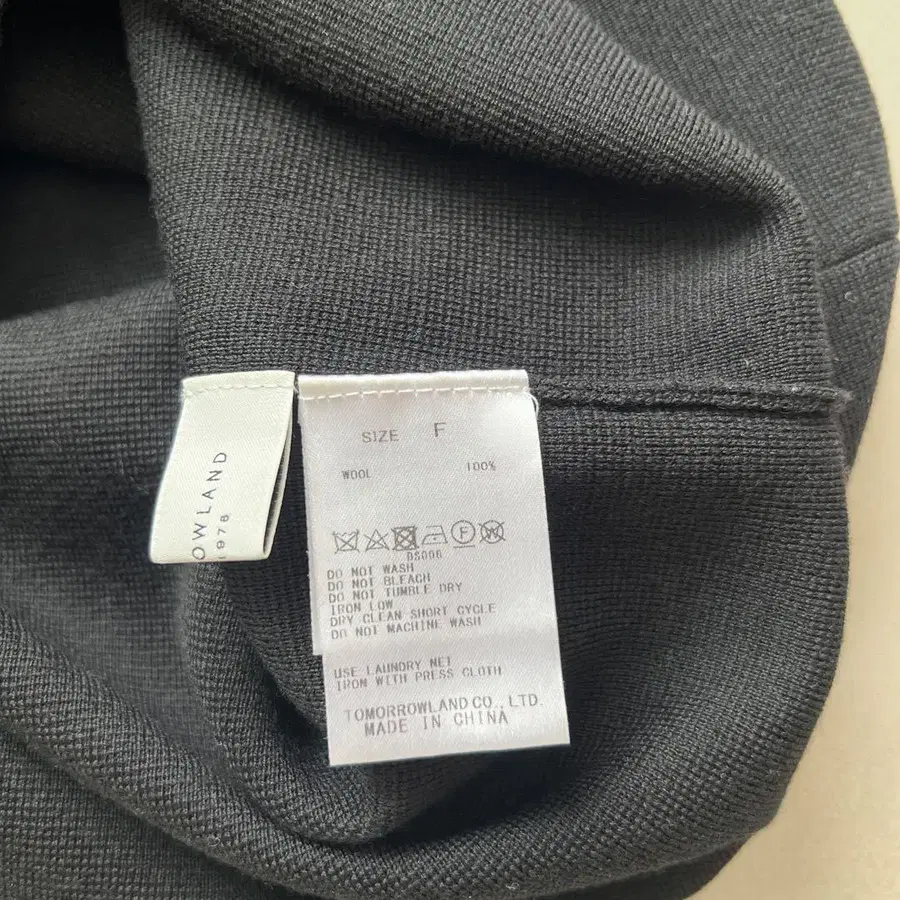 OWLAND
1978
SIZE F
WOOL 100%
DS006
DO NOT WASH
DO NOT BLEACH
DO NOT TUMBLE DRY
IRON LOW
DRY CLEAN SHORT CYCLE
DO NOT MACHINE WASH
USE LAUNDRY NET
IRON WITH PRESS CLOTH
TOMORROWLAND CO., LTD.
MADE IN CHINA